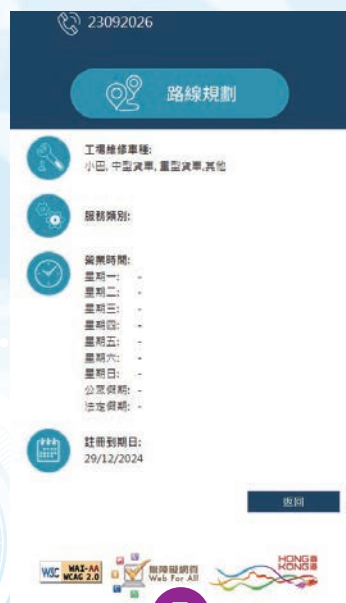 23092026
路線規劃
工場維修車種:
小巴, 中型貨車, 重型貨車,其他
服務類別:
營業時間:
星期一: -
星期二: -
星期三: -
星期四: -
星期五: -
星期六: -
星期日: -
公眾假期: -
法定假期: -
註冊到期日:
29/12/2024
返回
W3C WAI-AA
WCAG 2.0
無障礙網頁
Web For All
HONG
KONG
香
港